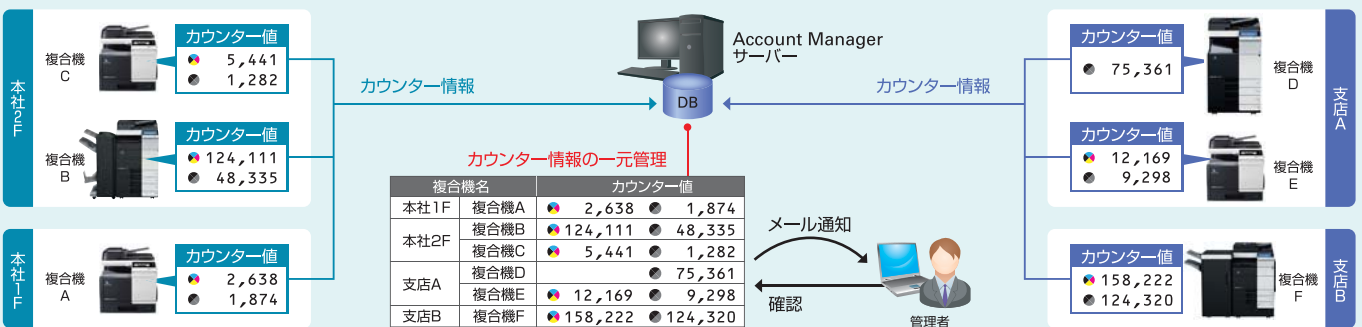 本社2F
複合機
C
カウンター値
5,441
1,282
複合機
B
カウンター値
124,111
48,335
本社1F
複合機
A
カウンター値
2,638
1,874
カウンター情報
Account Manager
サーバー
DB
カウンター情報
カウンター情報の一元管理
複合機名 カウンター値
本社1F 複合機A 2,638 1,874
本社2F 複合機B 124,111 48,335
複合機C 5,441 1,282
支店A 複合機D 75,361
複合機E 12,169 9,298
支店B 複合機F 158,222 124,320
メール通知
確認
管理者
カウンター値
75,361
複合機
D
カウンター値
12,169
9,298
複合機
E
支店A
カウンター値
158,222
124,320
複合機
F
支店B